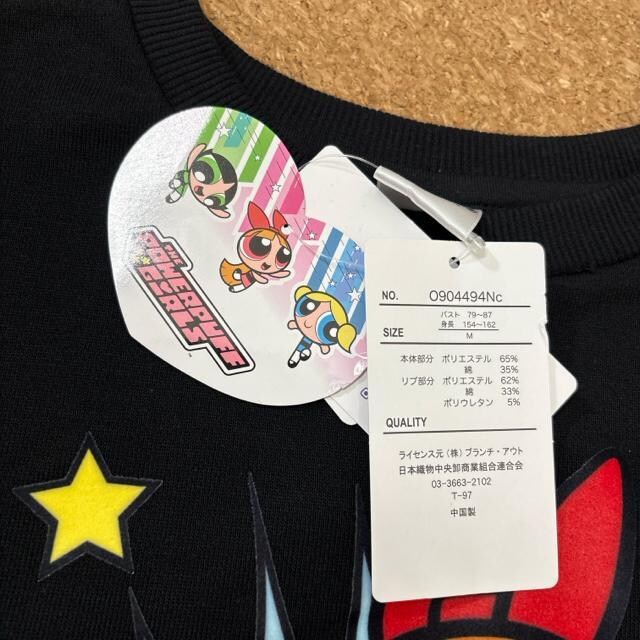 THE
POWERPUFF
GIRLS
NO. O904494Nc
バスト 79〜87
身長 154〜162
SIZE M
本体部分 ポリエステル 65%
綿 35%
リブ部分 ポリエステル 62%
綿 33%
ポリウレタン 5%
QUALITY
ライセンス元 (株) ブランチ・アウト
日本織物中央卸商業組合連合会
03-3663-2102
T-97
中国製